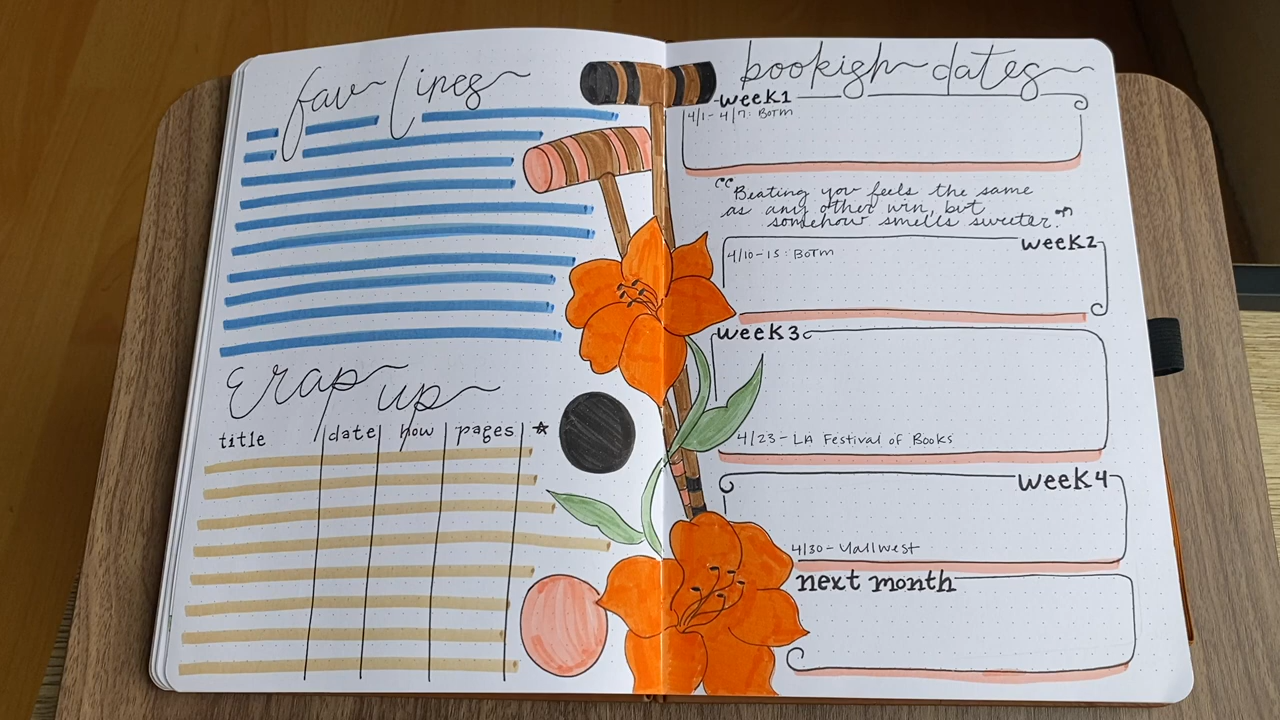 fav lines
wrap up
title date how pages ☆
bookish dates
week1
4/1-4/7: BOTM
"Beating you feels the same
as any other win, but
somehow smells sweeter."
week2
4/10-15: BOTM
week3
4/23- LA Festival of Books
week4
4/30- Yallwest
next month